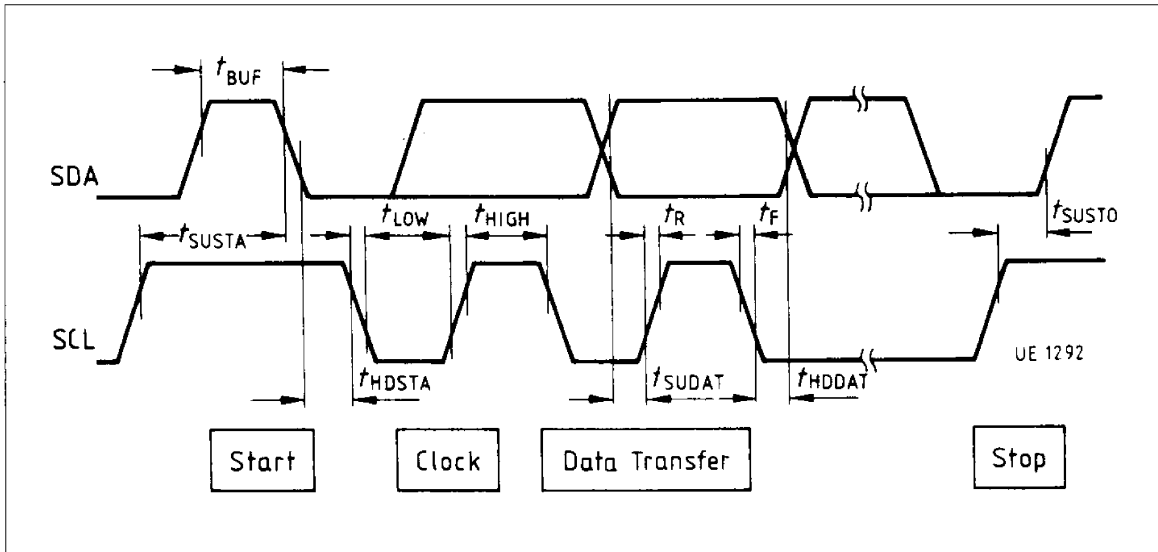 tBUF
SDA
tLOW
tHIGH
tR
tF
tSUSTO
tSUSTA
SCL
UE 1292
tHDSTA
tSUDAT
tHDDAT
Start
Clock
Data Transfer
Stop